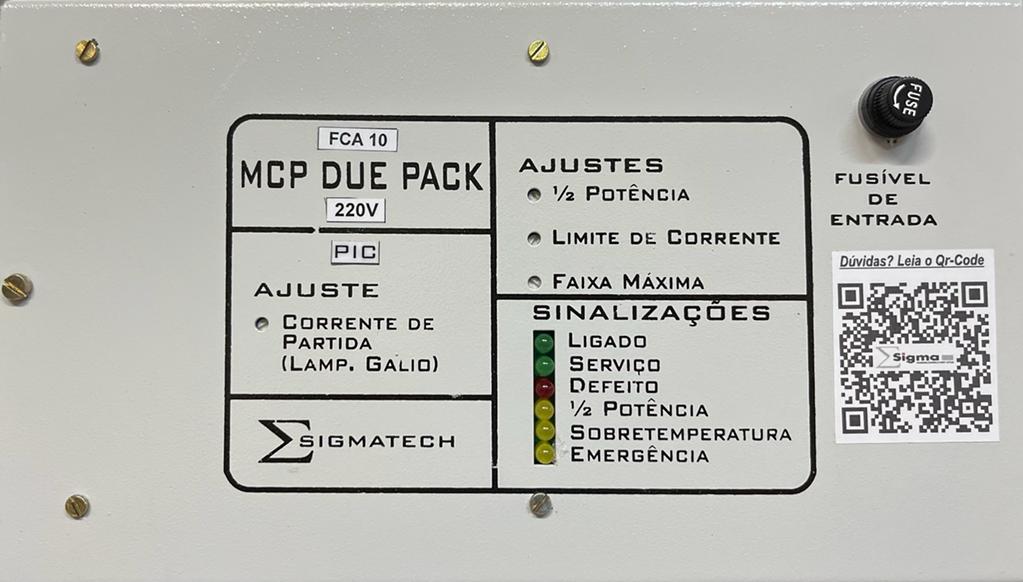 FCA 10
MCP DUE PACK
220V
PIC
AJUSTE
CORRENTE DE
PARTIDA
(LAMP. GALIO)
ΣSIGMATECH
AJUSTES
½ POTÊNCIA
LIMITE DE CORRENTE
FAIXA MÁXIMA
SINALIZAÇÕES
LIGADO
SERVIÇO
DEFEITO
½ POTÊNCIA
SOBRETEMPERATURA
EMERGÊNCIA
FUSE
FUSÍVEL
DE
ENTRADA
Dúvidas? Leia o Qr-Code
Sigma